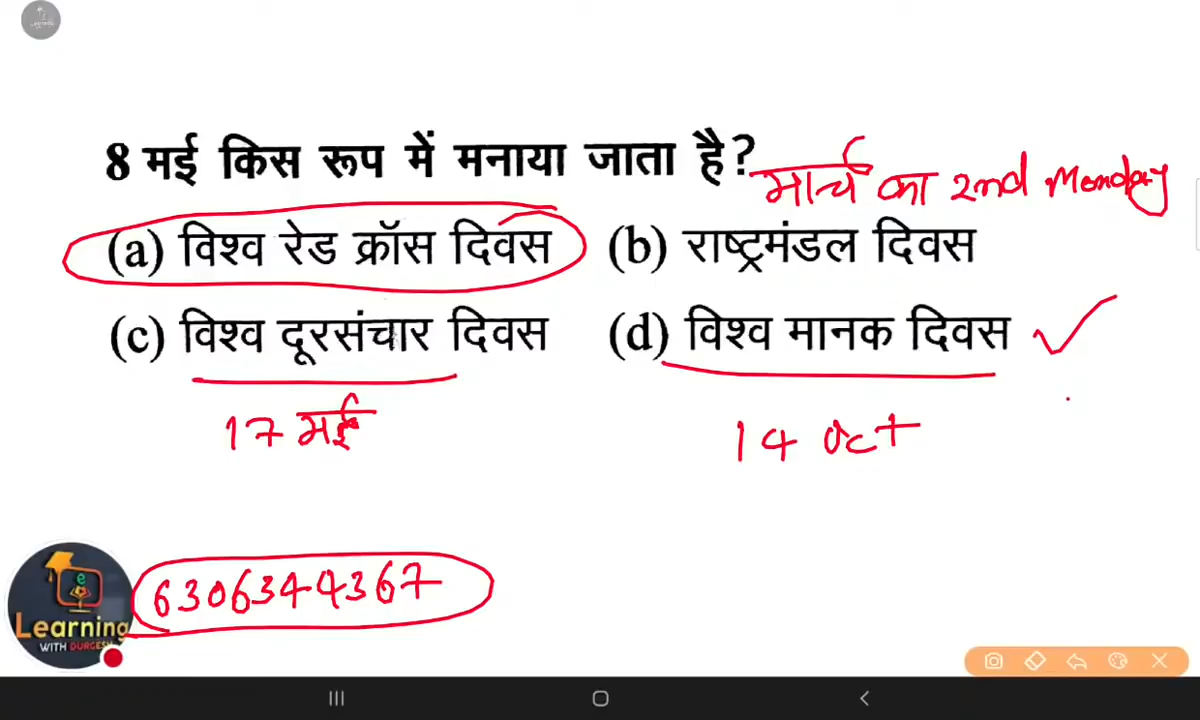 8 मई किस रूप में मनाया जाता है?
मार्च का 2nd Monday
(a) विश्व रेड क्रॉस दिवस (b) राष्ट्रमंडल दिवस
(c) विश्व दूरसंचार दिवस (d) विश्व मानक दिवस
17 मई 14 Oct
6306344367
e
Learning
WITH DURGESH